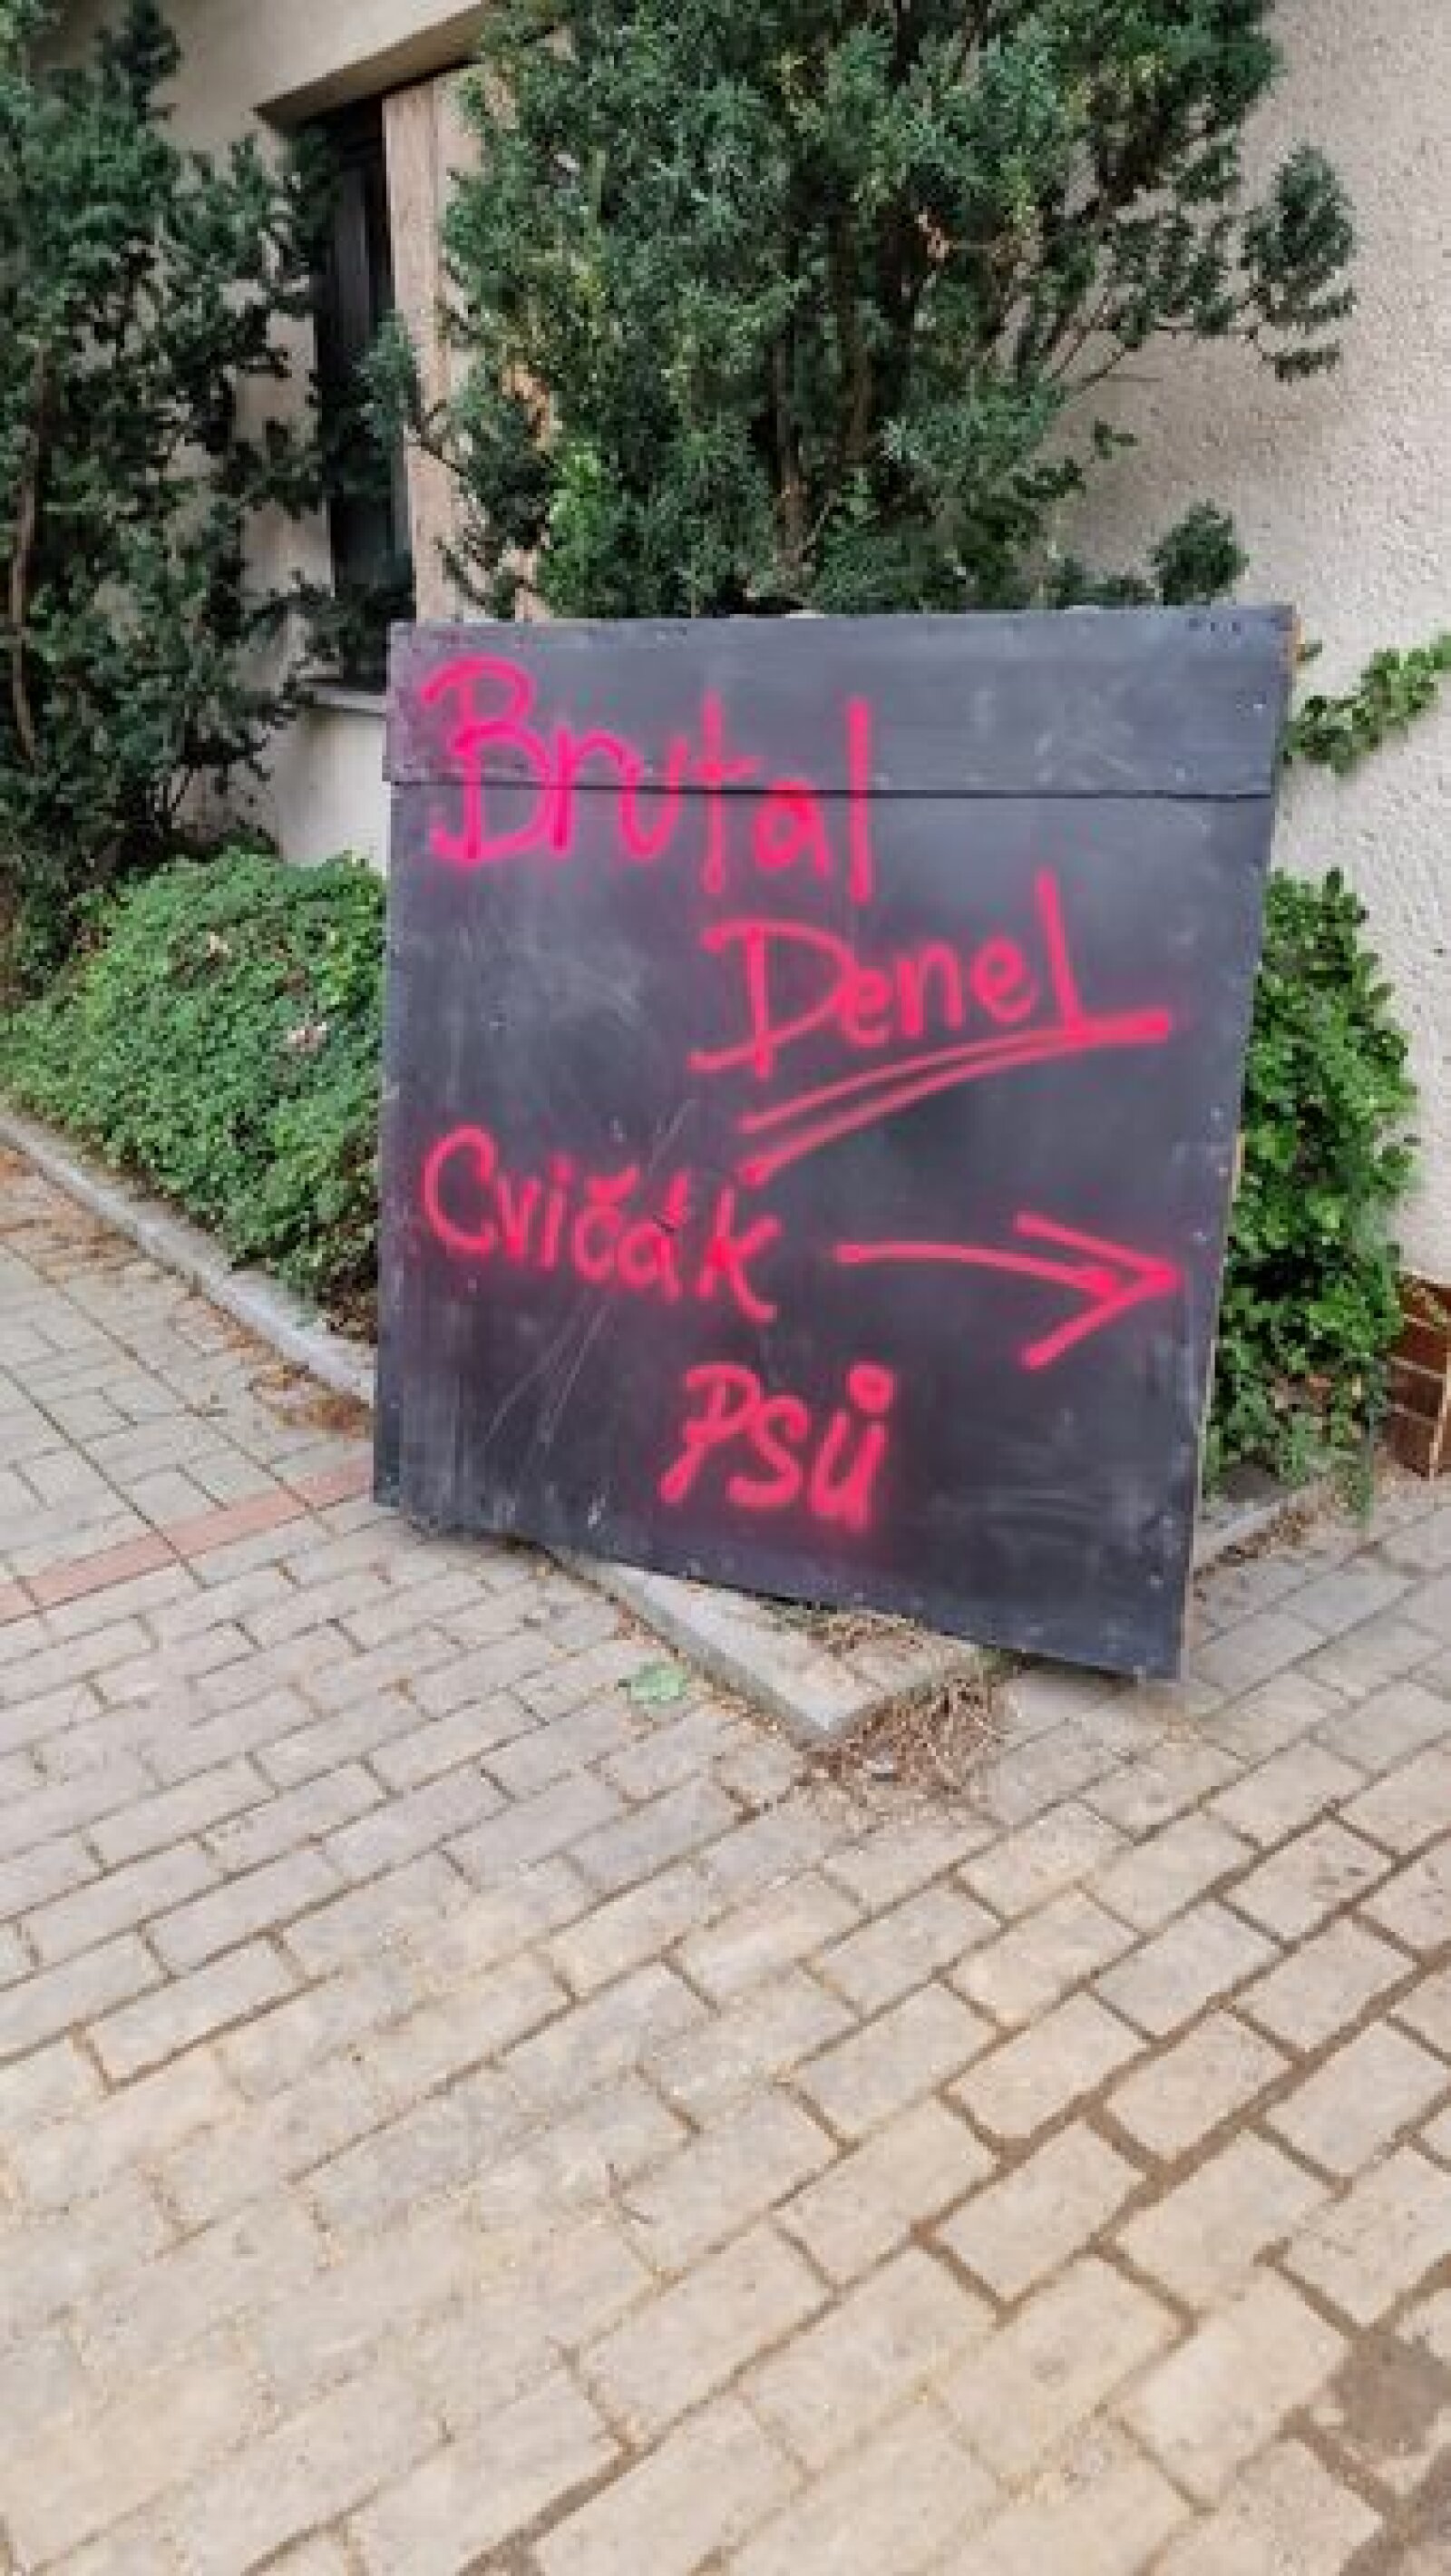 Brutal
Denel
Cvičák →
PSŮ